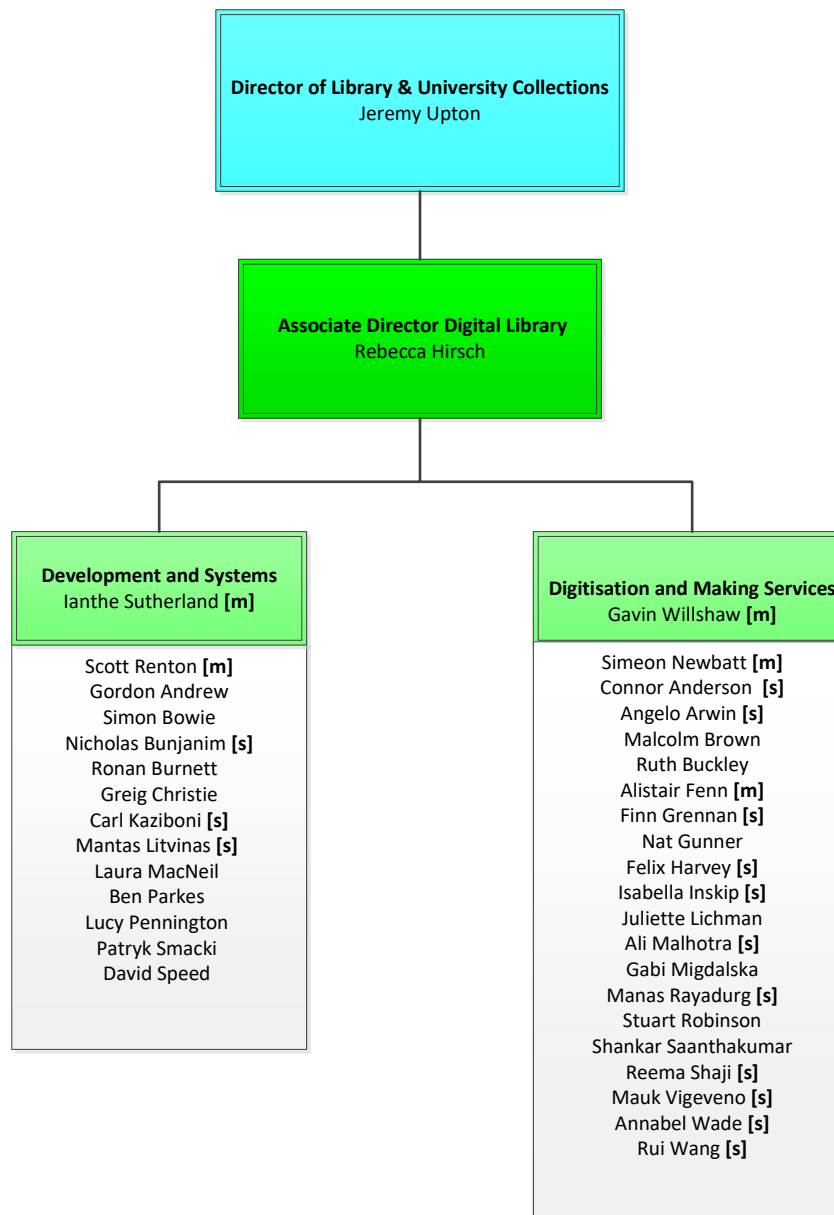 Director of Library & University Collections
Jeremy Upton
Associate Director Digital Library
Rebecca Hirsch
Development and Systems
Ianthe Sutherland [m]
Scott Renton [m]
Gordon Andrew
Simon Bowie
Nicholas Bunjanim [s]
Ronan Burnett
Greig Christie
Carl Kaziboni [s]
Mantas Litvinas [s]
Laura MacNeil
Ben Parkes
Lucy Pennington
Patryk Smacki
David Speed
Digitisation and Making Services
Gavin Willshaw [m]
Simeon Newbatt [m]
Connor Anderson [s]
Angelo Arwin [s]
Malcolm Brown
Ruth Buckley
Alistair Fenn [m]
Finn Grennan [s]
Nat Gunner
Felix Harvey [s]
Isabella Inskip [s]
Juliette Lichman
Ali Malhotra [s]
Gabi Migdalska
Manas Rayadurg [s]
Stuart Robinson
Shankar Saanthakumar
Reema Shaji [s]
Mauk Vigeveno [s]
Annabel Wade [s]
Rui Wang [s]